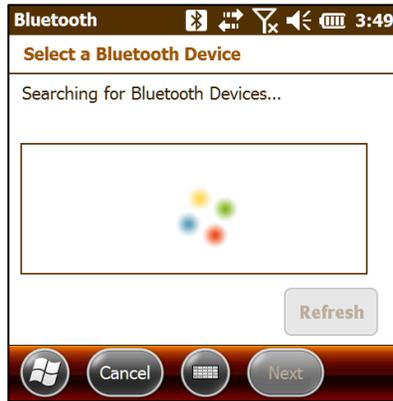 Bluetooth 3:49
Select a Bluetooth Device
Searching for Bluetooth Devices...
Refresh
Cancel Next